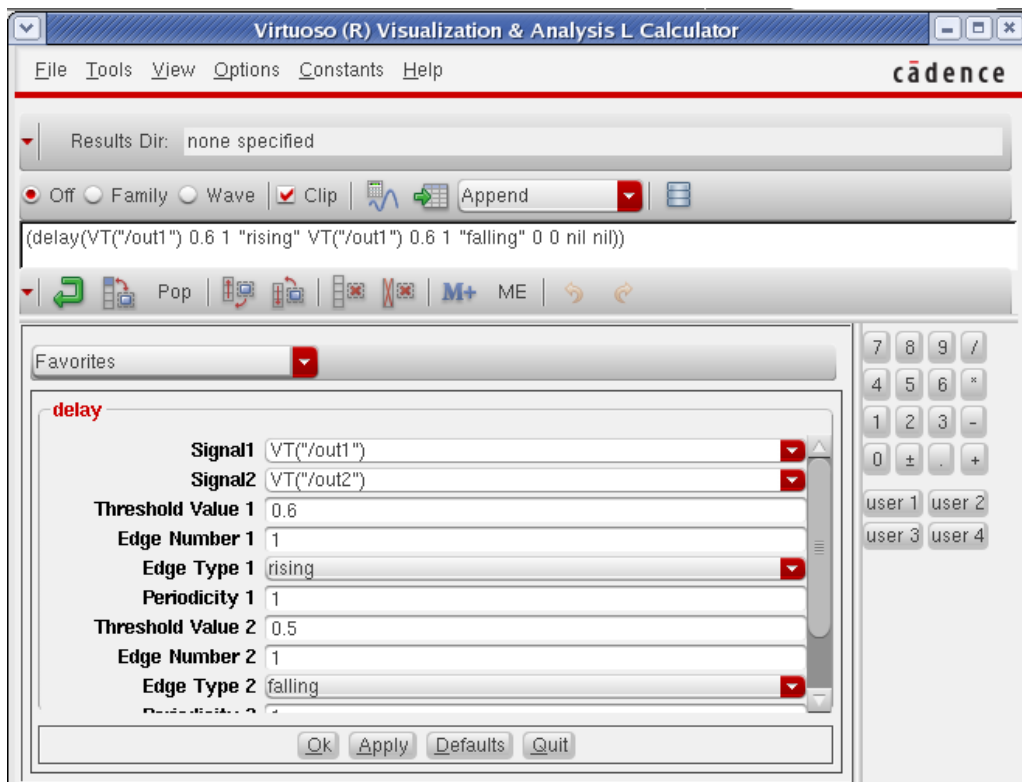 Virtuoso (R) Visualization & Analysis L Calculator
File Tools View Options Constants Help
cādence
Results Dir: none specified
Off Family Wave Clip Append
(delay(VT("/out1") 0.6 1 "rising" VT("/out1") 0.6 1 "falling" 0 0 nil nil))
Pop M+ ME
Favorites
delay
Signal1 VT("/out1")
Signal2 VT("/out2")
Threshold Value 1 0.6
Edge Number 1 1
Edge Type 1 rising
Periodicity 1 1
Threshold Value 2 0.5
Edge Number 2 1
Edge Type 2 falling
Ok Apply Defaults Quit
7 8 9 /
4 5 6 *
1 2 3 -
0 ± . +
user 1 user 2
user 3 user 4